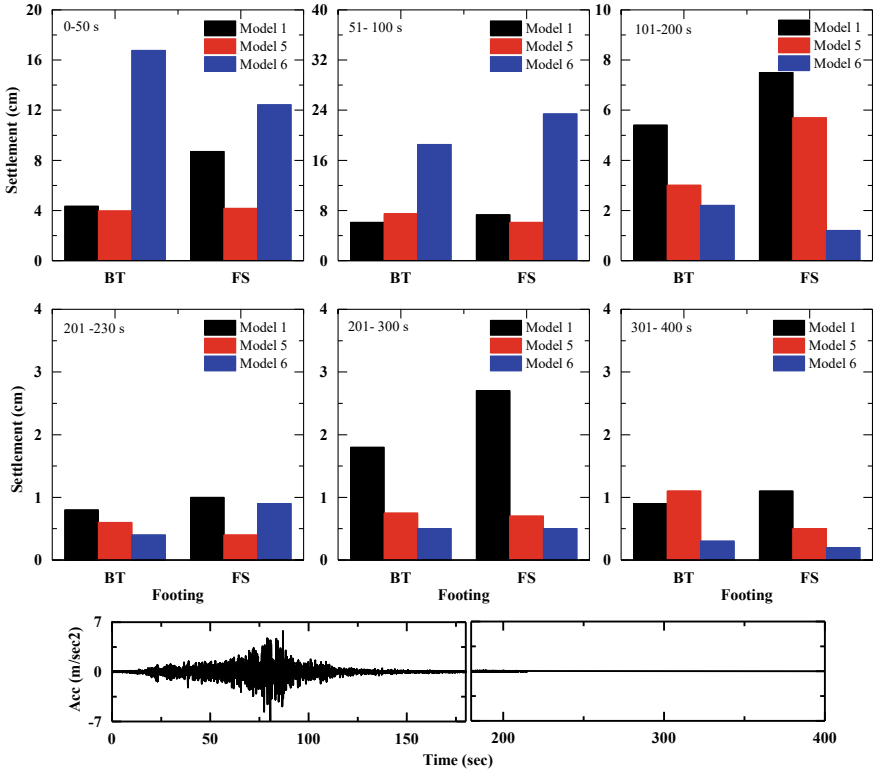 0-50 s
Model 1
Model 5
Model 6
20
16
12
8
4
0
Settlement (cm)
BT FS
51- 100 s
Model 1
Model 5
Model 6
40
32
24
16
8
0
BT FS
101-200 s
Model 1
Model 5
Model 6
10
8
6
4
2
0
BT FS
201 -230 s
Model 1
Model 5
Model 6
4
3
2
1
0
Settlement (cm)
BT FS
Footing
201- 300 s
Model 1
Model 5
Model 6
4
3
2
1
0
BT FS
Footing
301- 400 s
Model 1
Model 5
Model 6
4
3
2
1
0
BT FS
Footing
7
0
-7
Acc (m/sec2)
0 50 100 150 200 300 400
Time (sec)